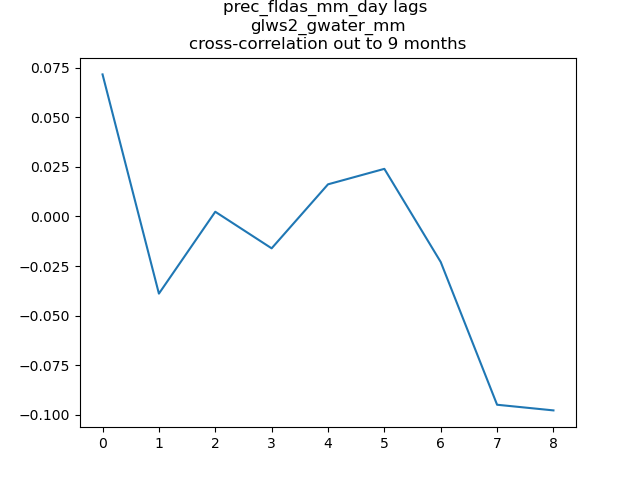 prec_fldas_mm_day lags
glws2_gwater_mm
cross-correlation out to 9 months
0.075
0.050
0.025
0.000
−0.025
−0.050
−0.075
−0.100
0 1 2 3 4 5 6 7 8